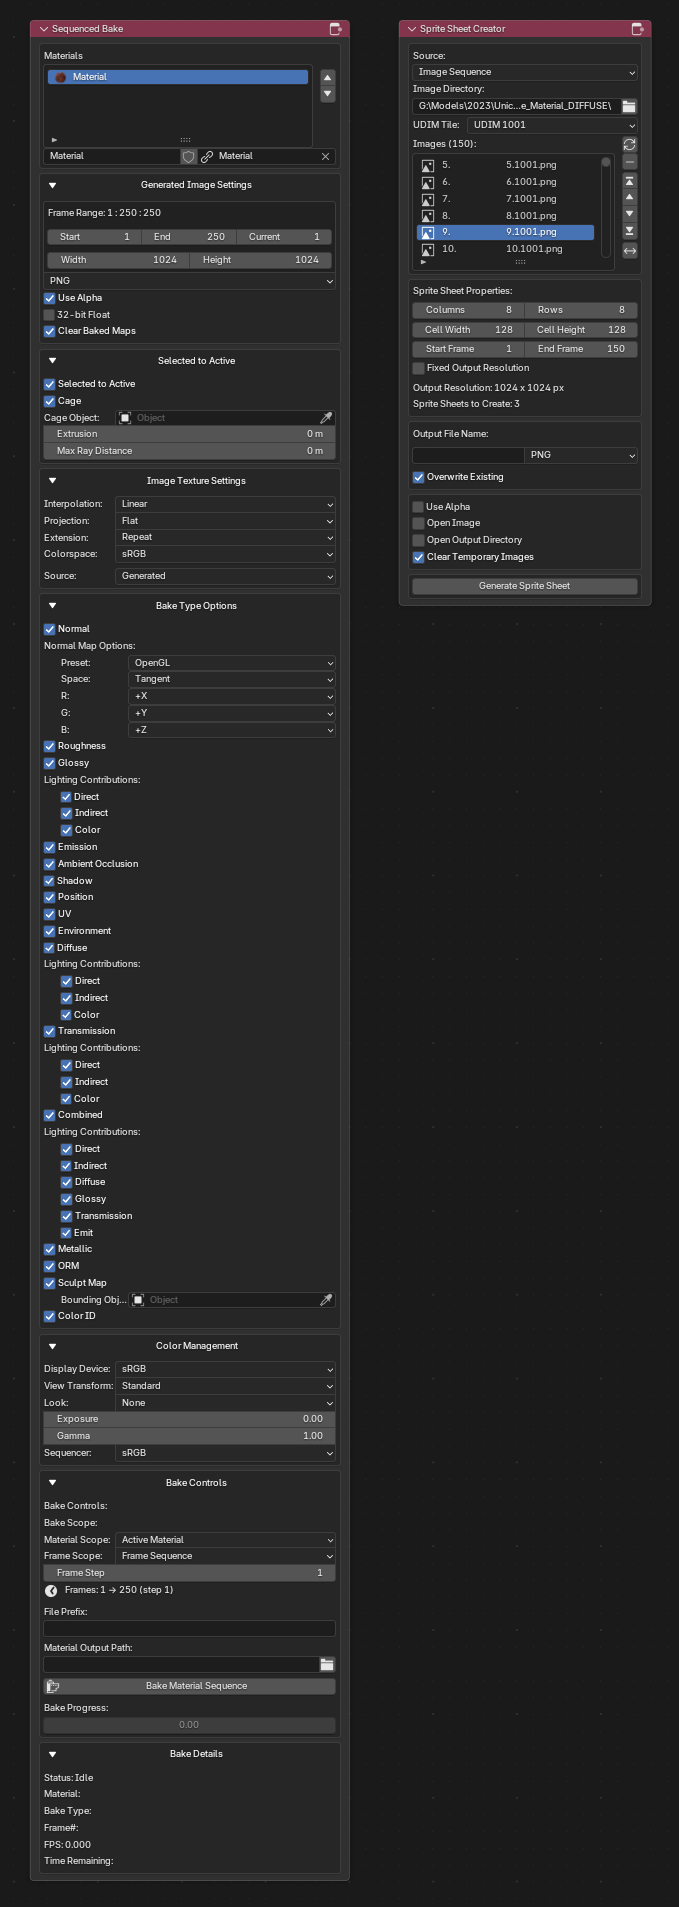 Sequenced Bake
Materials
Material
Material
Material
Generated Image Settings
Frame Range: 1 : 250 : 250
Start 1 End 250 Current 1
Width 1024 Height 1024
PNG
Use Alpha
32-bit Float
Clear Baked Maps
Selected to Active
Selected to Active
Cage
Cage Object: Object
Extrusion 0 m
Max Ray Distance 0 m
Image Texture Settings
Interpolation: Linear
Projection: Flat
Extension: Repeat
Colorspace: sRGB
Source: Generated
Bake Type Options
Normal
Normal Map Options:
Preset: OpenGL
Space: Tangent
R: +X
G: +Y
B: +Z
Roughness
Glossy
Lighting Contributions:
Direct
Indirect
Color
Emission
Ambient Occlusion
Shadow
Position
UV
Environment
Diffuse
Lighting Contributions:
Direct
Indirect
Color
Transmission
Lighting Contributions:
Direct
Indirect
Color
Combined
Lighting Contributions:
Direct
Indirect
Diffuse
Glossy
Transmission
Emit
Metallic
ORM
Sculpt Map
Bounding Obj... Object
Color ID
Color Management
Display Device: sRGB
View Transform: Standard
Look: None
Exposure 0.00
Gamma 1.00
Sequencer: sRGB
Bake Controls
Bake Controls:
Bake Scope:
Material Scope: Active Material
Frame Scope: Frame Sequence
Frame Step 1
Frames: 1 → 250 (step 1)
File Prefix:
Material Output Path:
Bake Material Sequence
Bake Progress:
0.00
Bake Details
Status: Idle
Material:
Bake Type:
Frame#:
FPS: 0.000
Time Remaining:
Sprite Sheet Creator
Source:
Image Sequence
Image Directory:
G:\Models\2023\Unic...e_Material_DIFFUSE\
UDIM Tile: UDIM 1001
Images (150):
5. 5.1001.png
6. 6.1001.png
7. 7.1001.png
8. 8.1001.png
9. 9.1001.png
10. 10.1001.png
Sprite Sheet Properties:
Columns 8 Rows 8
Cell Width 128 Cell Height 128
Start Frame 1 End Frame 150
Fixed Output Resolution
Output Resolution: 1024 x 1024 px
Sprite Sheets to Create: 3
Output File Name:
PNG
Overwrite Existing
Use Alpha
Open Image
Open Output Directory
Clear Temporary Images
Generate Sprite Sheet